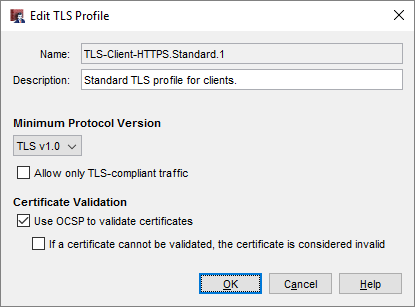 Edit TLS Profile
Name: TLS-Client-HTTPS.Standard.1
Description: Standard TLS profile for clients.
Minimum Protocol Version
TLS v1.0
Allow only TLS-compliant traffic
Certificate Validation
Use OCSP to validate certificates
If a certificate cannot be validated, the certificate is considered invalid
OK Cancel Help